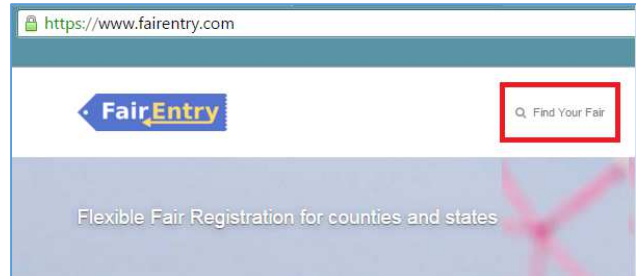 https://www.fairentry.com
FairEntry
Find Your Fair
Flexible Fair Registration for counties and states